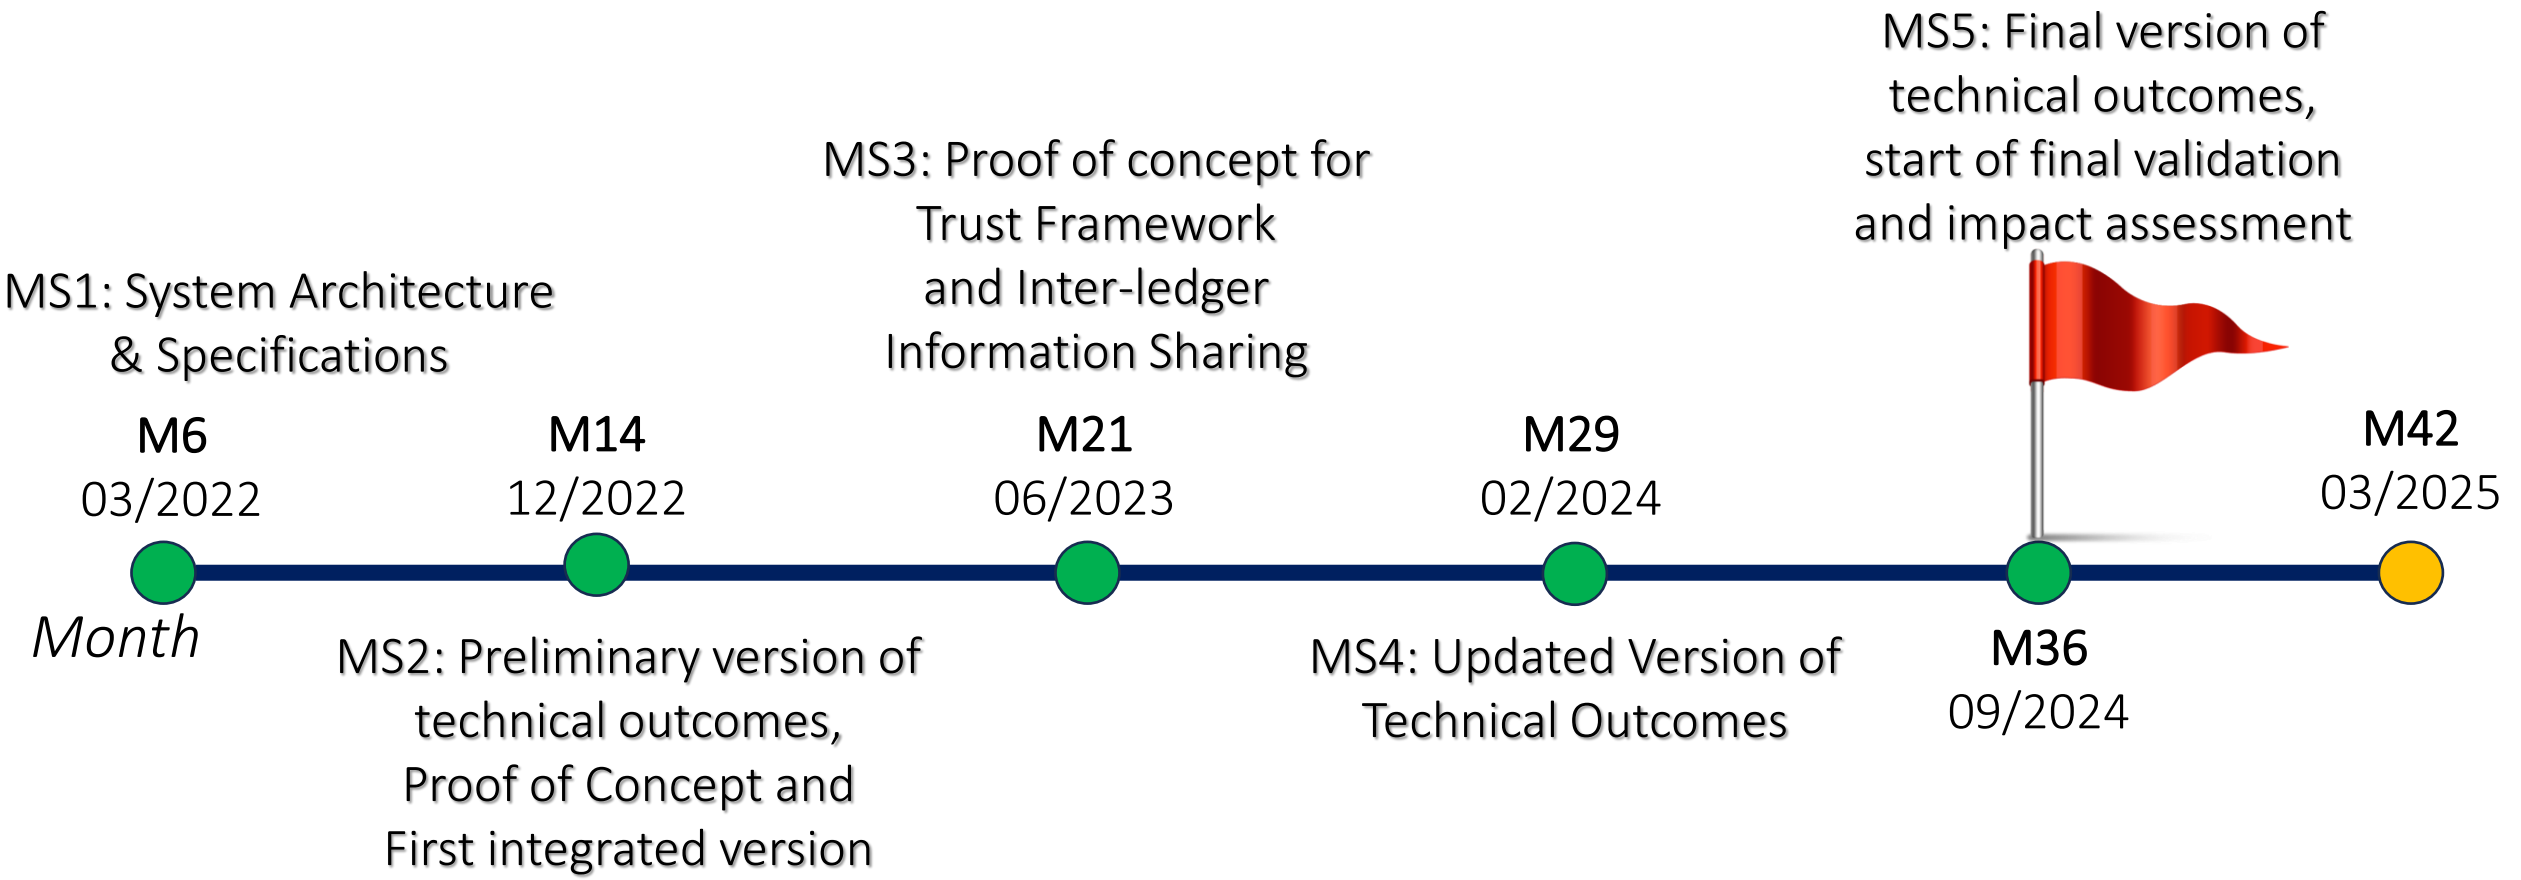 MS1: System Architecture
& Specifications
M6
03/2022
Month
M14
12/2022
MS2: Preliminary version of
technical outcomes,
Proof of Concept and
First integrated version
MS3: Proof of concept for
Trust Framework
and Inter-ledger
Information Sharing
M21
06/2023
M29
02/2024
MS4: Updated Version of
Technical Outcomes
MS5: Final version of
technical outcomes,
start of final validation
and impact assessment
M36
09/2024
M42
03/2025